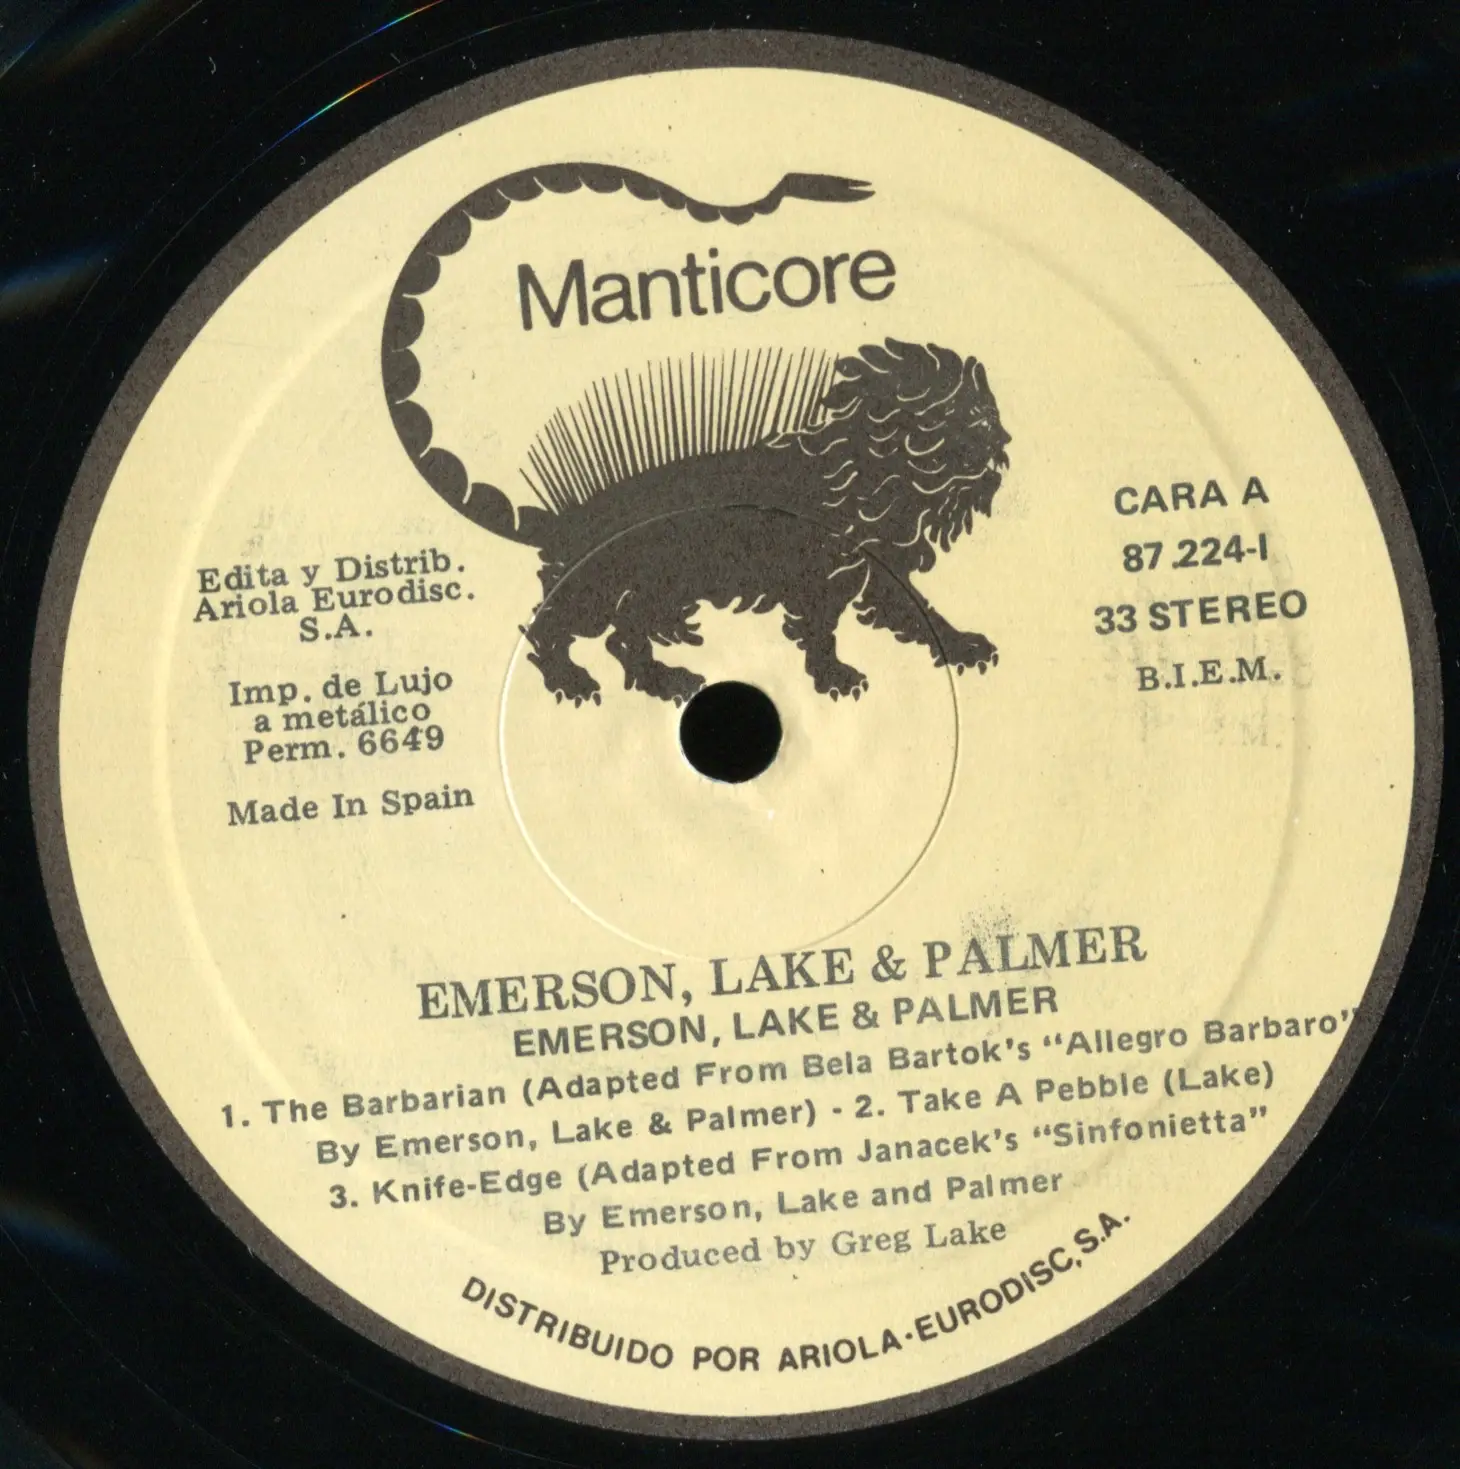 Manticore
Edita y Distrib.
Ariola Eurodisc.
S.A.
Imp. de Lujo
a metálico
Perm. 6649
Made In Spain
CARA A
87.224-I
33 STEREO
B.I.E.M.
EMERSON, LAKE & PALMER
EMERSON, LAKE & PALMER
1. The Barbarian (Adapted From Bela Bartok's "Allegro Barbaro"
By Emerson, Lake & Palmer) - 2. Take A Pebble (Lake)
3. Knife-Edge (Adapted From Janacek's "Sinfonietta"
By Emerson, Lake and Palmer
Produced by Greg Lake
DISTRIBUIDO POR ARIOLA-EURODISC, S.A.